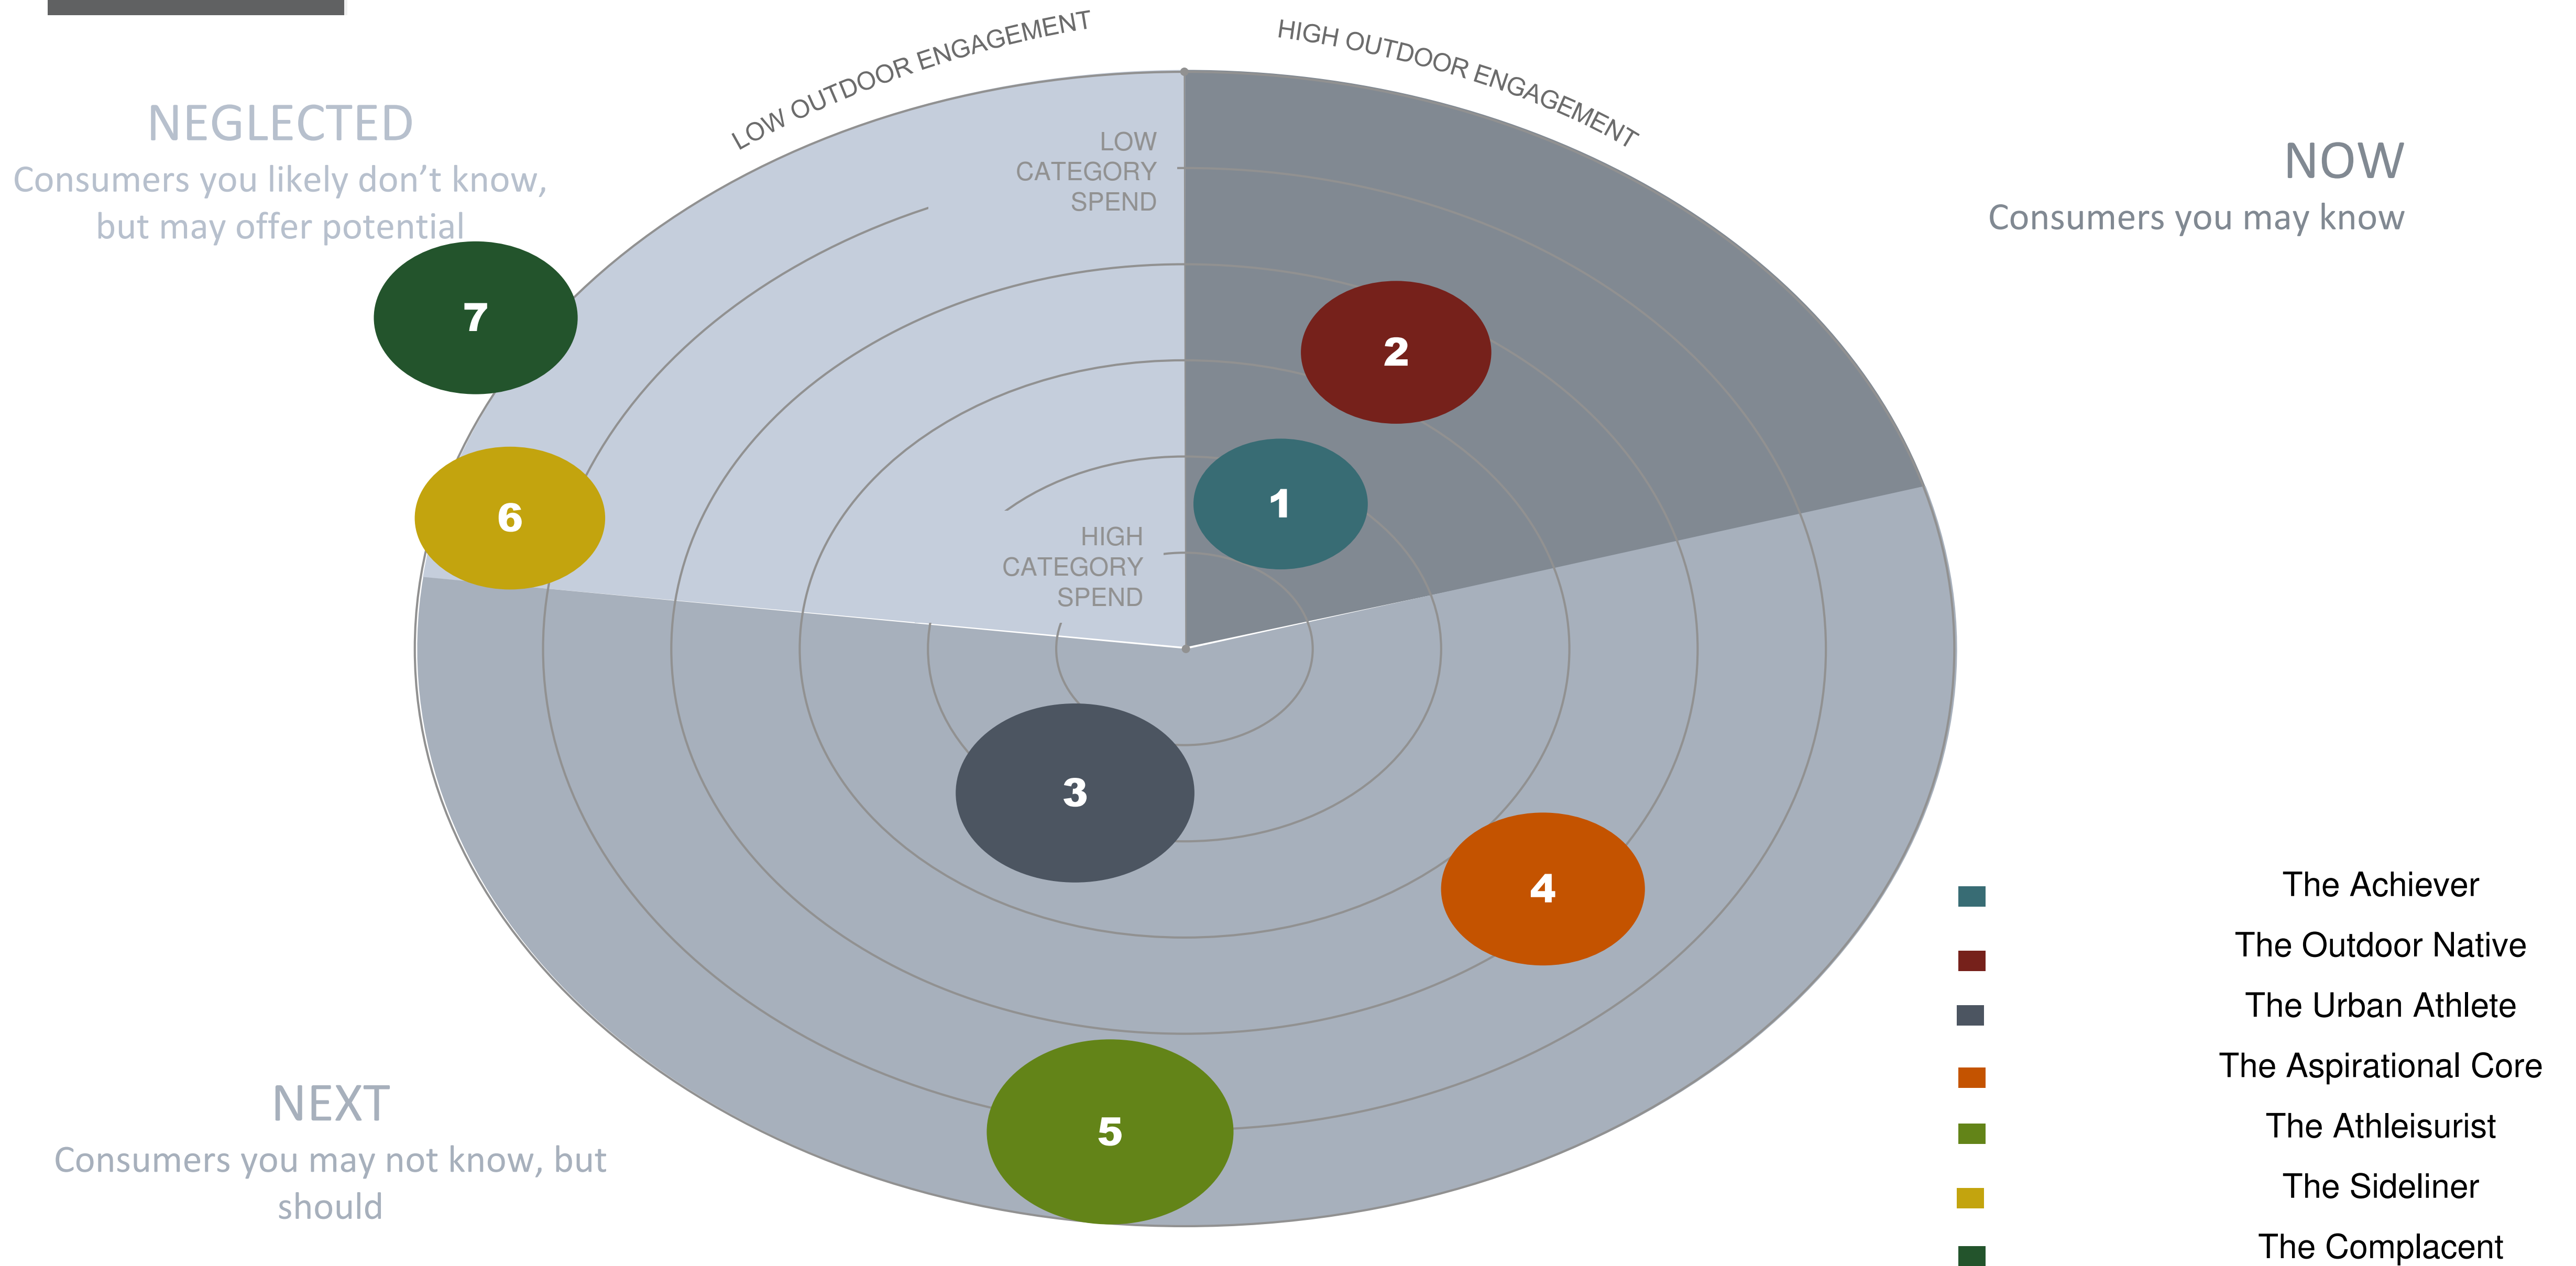 LOW OUTDOOR ENGAGEMENT
HIGH OUTDOOR ENGAGEMENT
NEGLECTED
Consumers you likely don’t know,
but may offer potential
NOW
Consumers you may know
LOW
CATEGORY
SPEND
7
2
6
1
HIGH
CATEGORY
SPEND
3
4
5
NEXT
Consumers you may not know, but
should
The Achiever
The Outdoor Native
The Urban Athlete
The Aspirational Core
The Athleisurist
The Sideliner
The Complacent